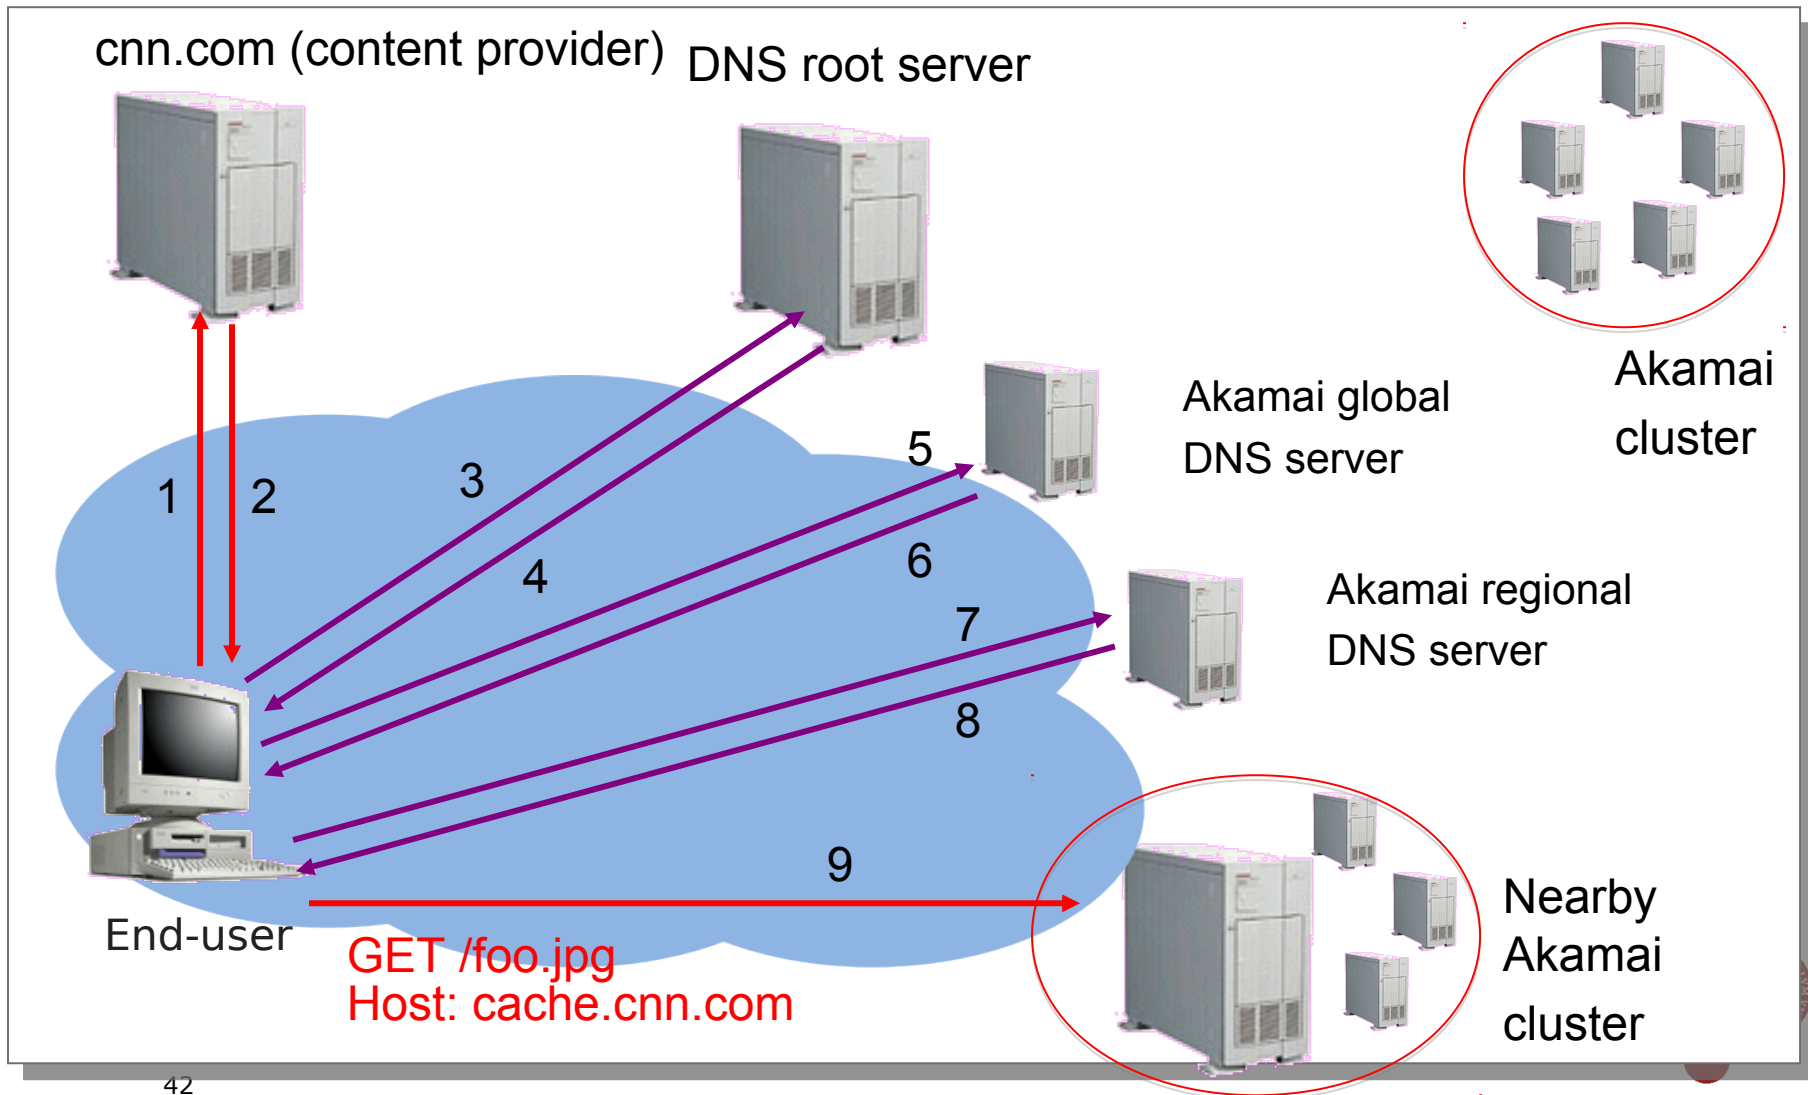 cnn.com (content provider)
DNS root server
Akamai
cluster
Akamai global
DNS server
5
3
1
2
6
4
Akamai regional
DNS server
7
8
9
End-user
GET /foo.jpg
Host: cache.cnn.com
Nearby
Akamai
cluster
42